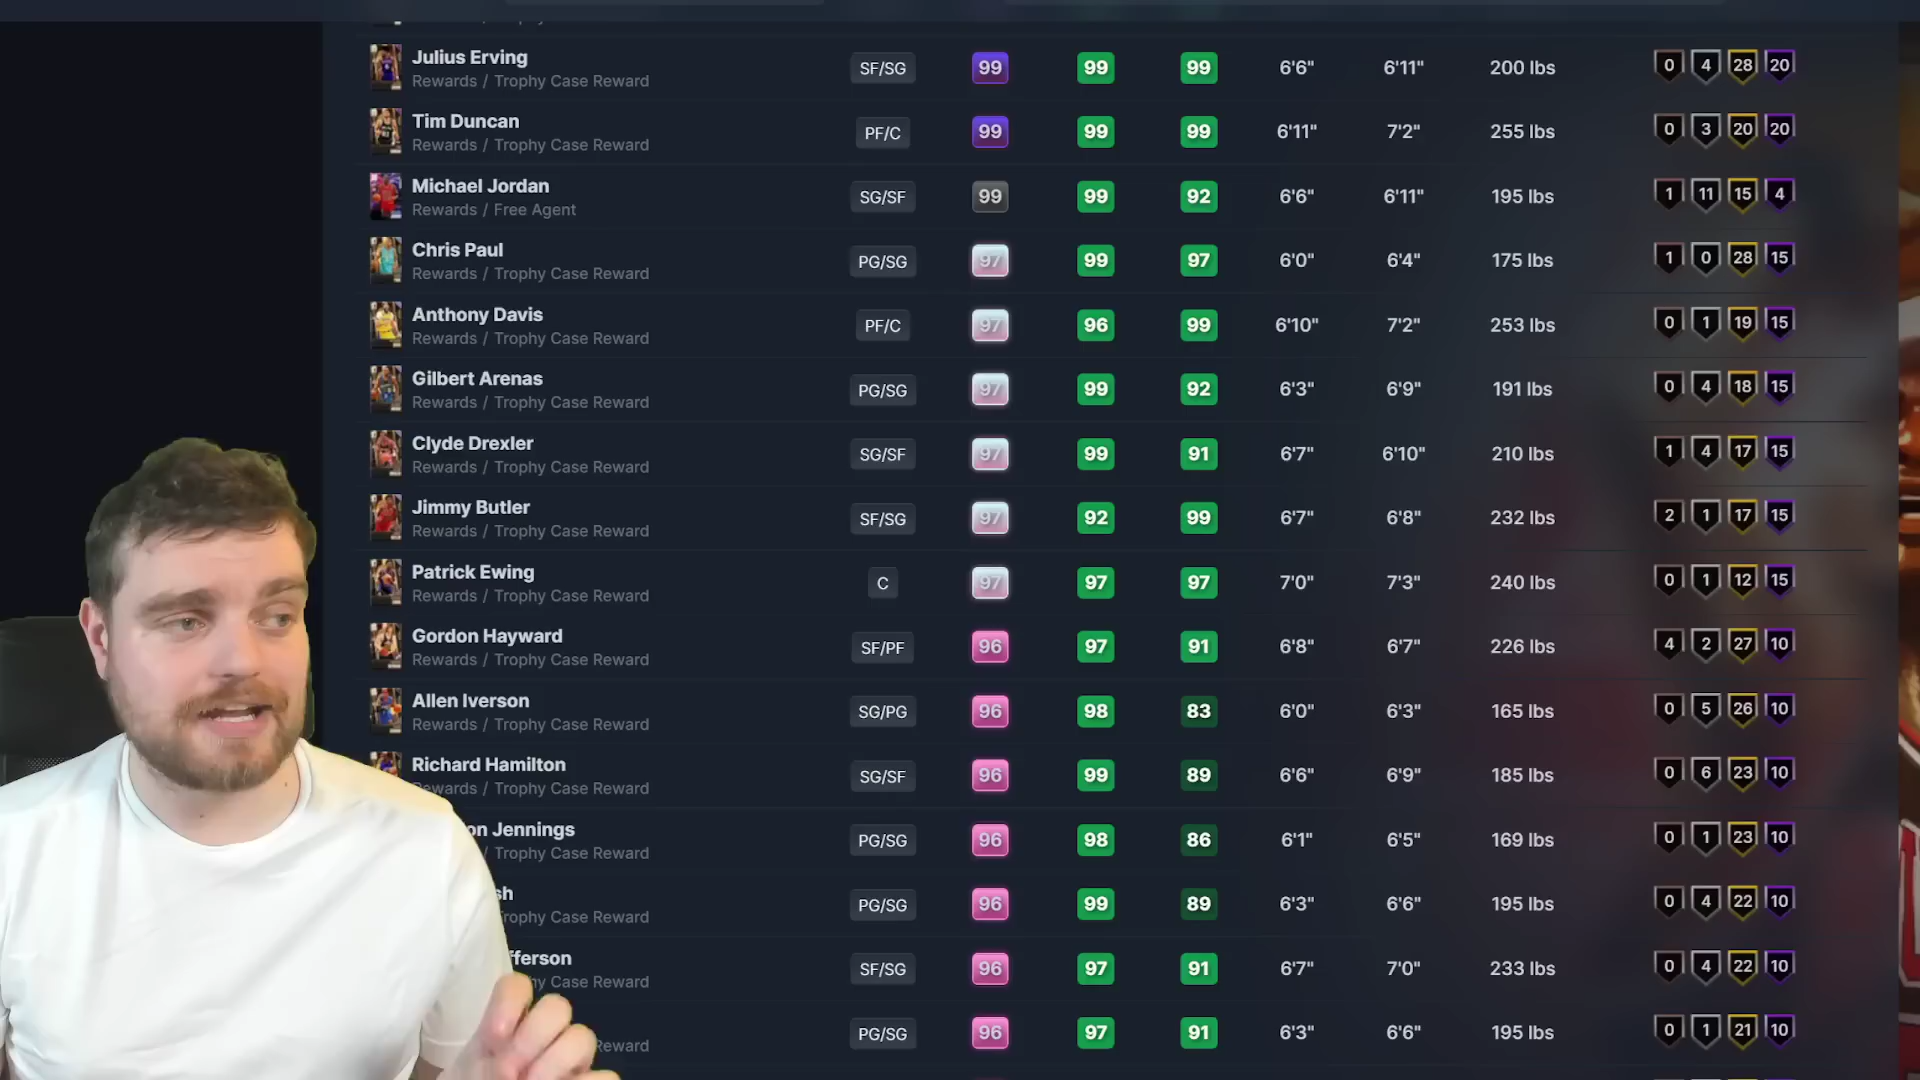 Julius Erving SF/SG 99 99 99 6'6" 6'11" 200 lbs 0 4 28 20
Rewards / Trophy Case Reward
Tim Duncan PF/C 99 99 99 6'11" 7'2" 255 lbs 0 3 20 20
Rewards / Trophy Case Reward
Michael Jordan SG/SF 99 99 92 6'6" 6'11" 195 lbs 1 11 15 4
Rewards / Free Agent
Chris Paul PG/SG 97 99 97 6'0" 6'4" 175 lbs 1 0 28 15
Rewards / Trophy Case Reward
Anthony Davis PF/C 97 96 99 6'10" 7'2" 253 lbs 0 1 19 15
Rewards / Trophy Case Reward
Gilbert Arenas PG/SG 97 99 92 6'3" 6'9" 191 lbs 0 4 18 15
Rewards / Trophy Case Reward
Clyde Drexler SG/SF 97 99 91 6'7" 6'10" 210 lbs 1 4 17 15
Rewards / Trophy Case Reward
Jimmy Butler SF/SG 97 92 99 6'7" 6'8" 232 lbs 2 1 17 15
Rewards / Trophy Case Reward
Patrick Ewing C 97 97 97 7'0" 7'3" 240 lbs 0 1 12 15
Rewards / Trophy Case Reward
Gordon Hayward SF/PF 96 97 91 6'8" 6'7" 226 lbs 4 2 27 10
Rewards / Trophy Case Reward
Allen Iverson SG/PG 96 98 83 6'0" 6'3" 165 lbs 0 5 26 10
Rewards / Trophy Case Reward
Richard Hamilton SG/SF 96 99 89 6'6" 6'9" 185 lbs 0 6 23 10
ewards / Trophy Case Reward
on Jennings PG/SG 96 98 86 6'1" 6'5" 169 lbs 0 1 23 10
/ Trophy Case Reward
sh PG/SG 96 99 89 6'3" 6'6" 195 lbs 0 4 22 10
Trophy Case Reward
fferson SF/SG 96 97 91 6'7" 7'0" 233 lbs 0 4 22 10
hy Case Reward
PG/SG 96 97 91 6'3" 6'6" 195 lbs 0 1 21 10
Reward